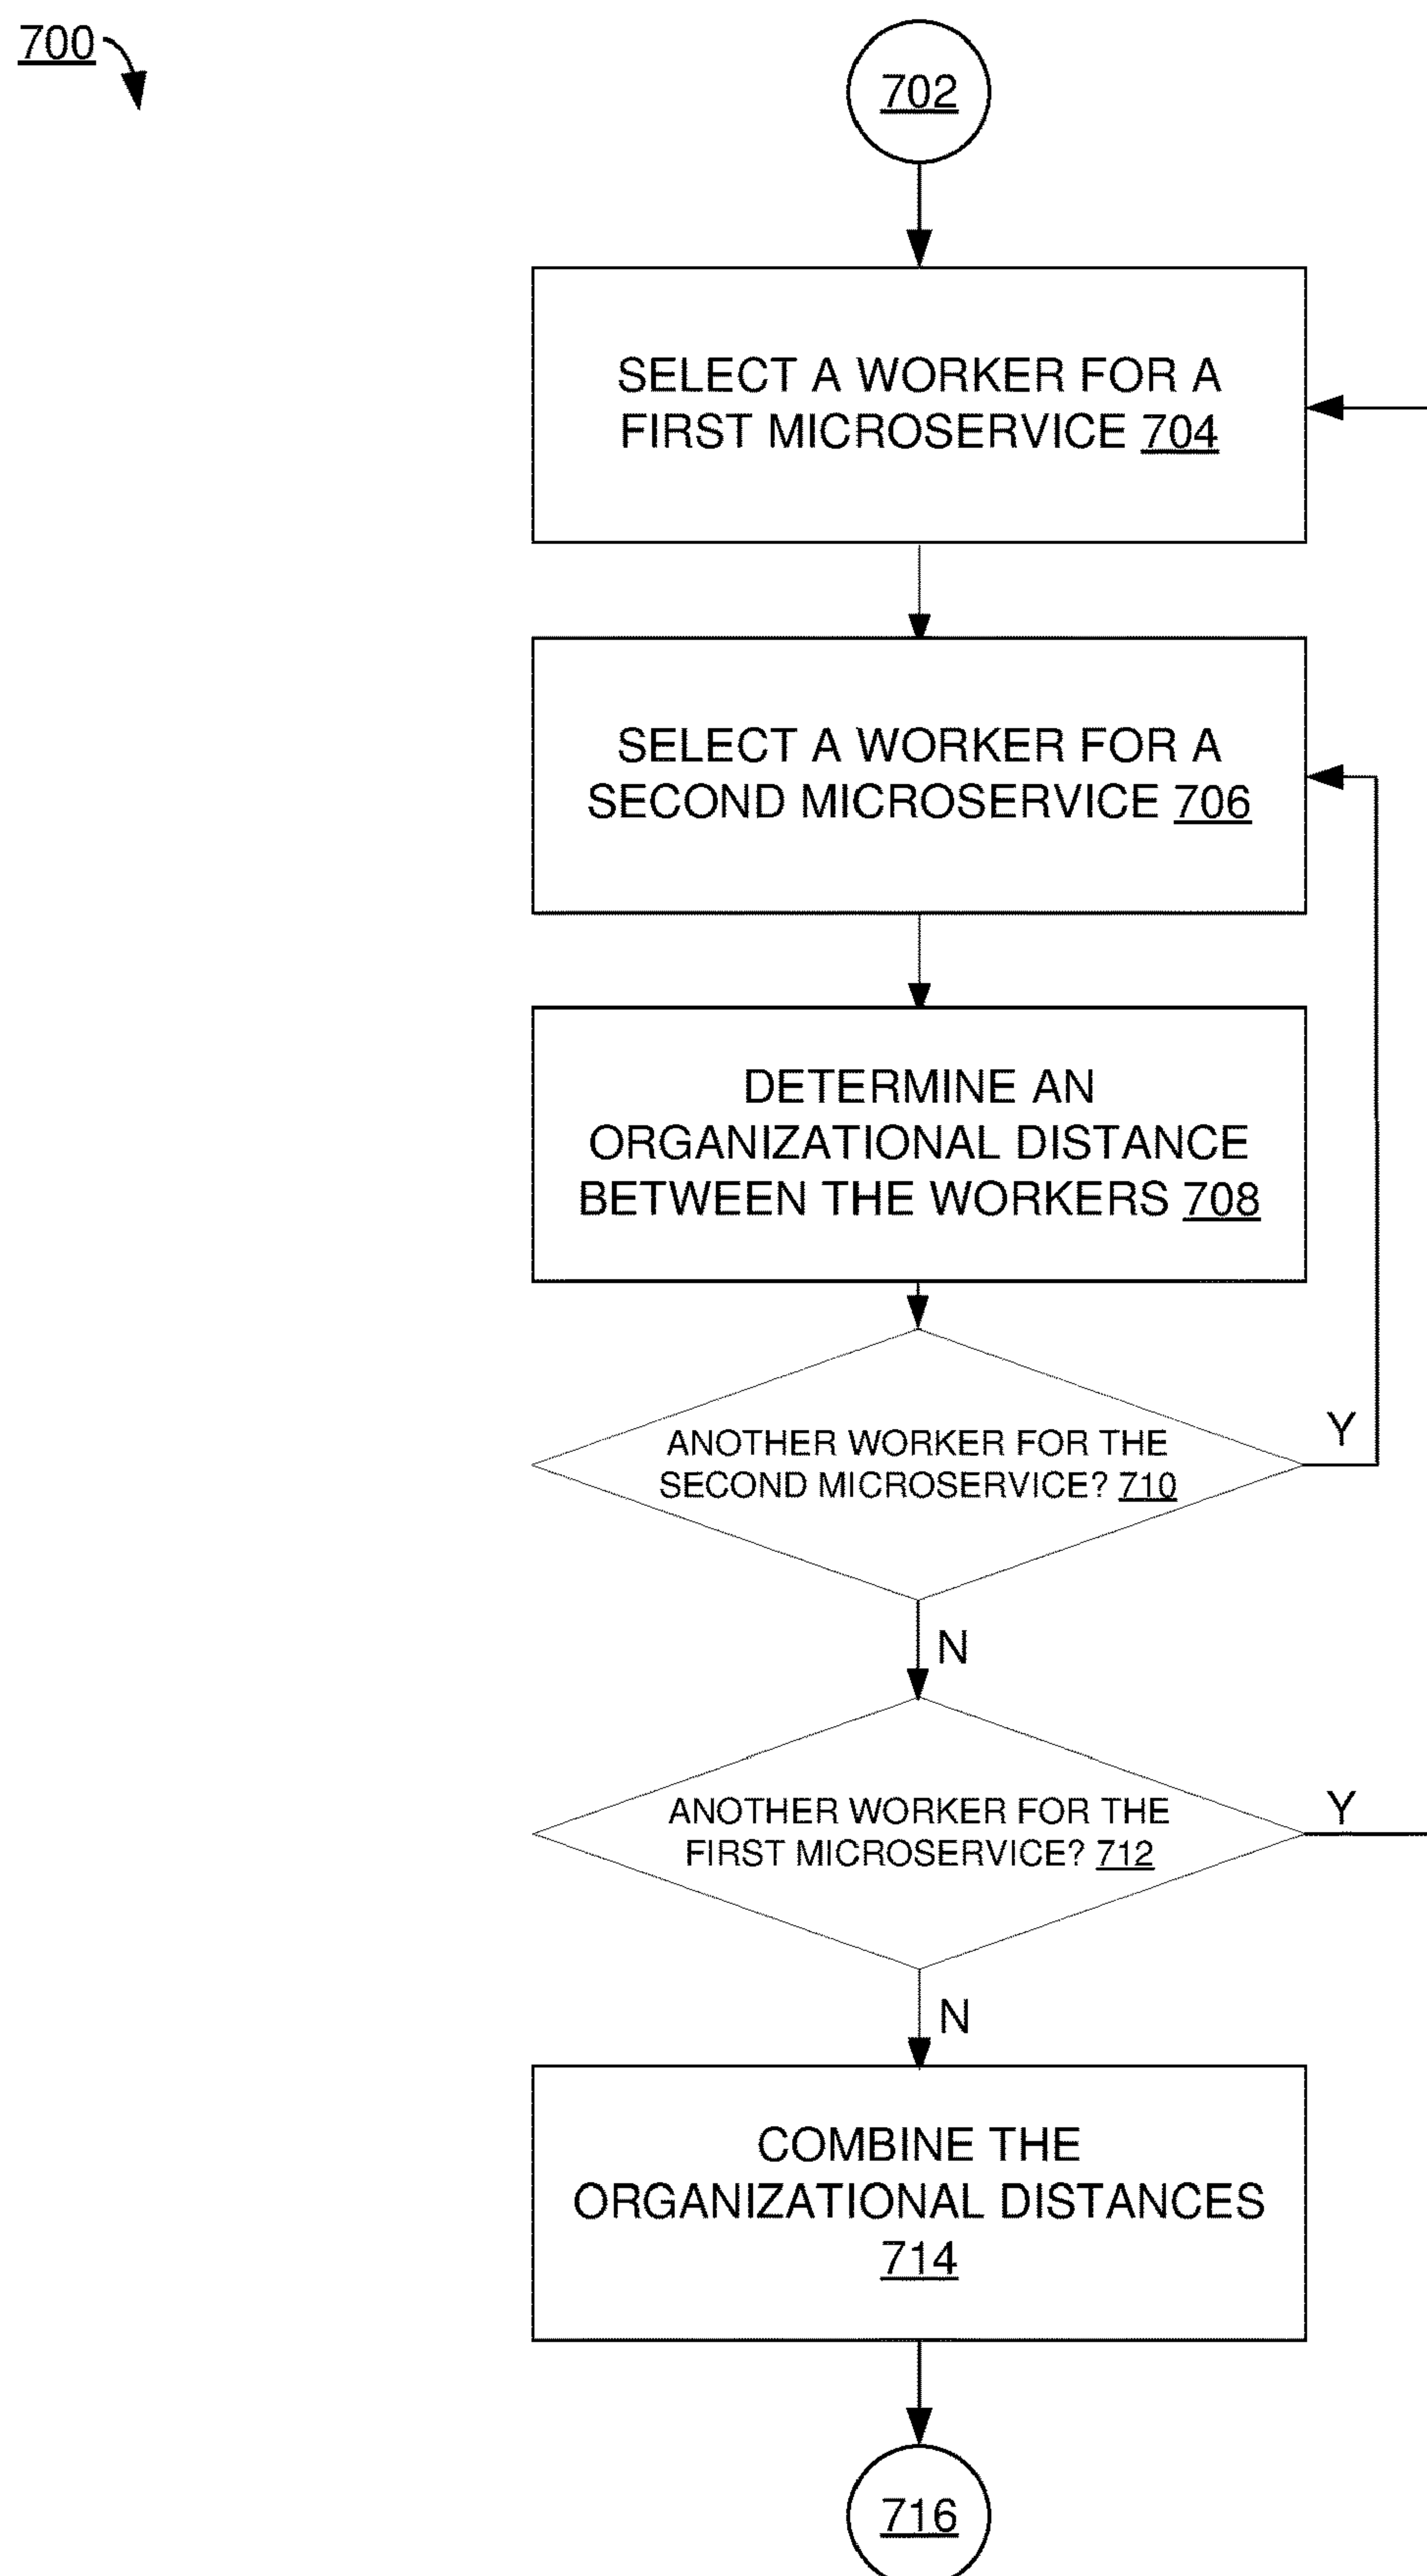 700
702
SELECT A WORKER FOR A
FIRST MICROSERVICE 704
SELECT A WORKER FOR A
SECOND MICROSERVICE 706
DETERMINE AN
ORGANIZATIONAL DISTANCE
BETWEEN THE WORKERS 708
ANOTHER WORKER FOR THE
SECOND MICROSERVICE? 710
Y
N
ANOTHER WORKER FOR THE
FIRST MICROSERVICE? 712
Y
N
COMBINE THE
ORGANIZATIONAL DISTANCES
714
716